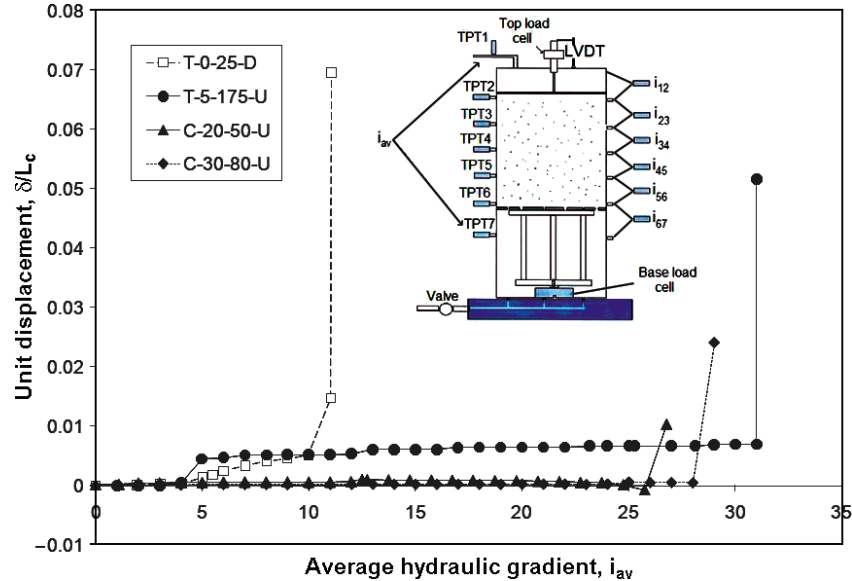 Unit displacement, δ/Lc
0.07
0.06
0.05
0.04
0.03
0.02
0.01
0
−0.01
T-0-25-D
T-5-175-U
C-20-50-U
C-30-80-U
Top load
cell
TPT1
LVDT
TPT2
TPT3
TPT4
TPT5
TPT6
TPT7
iav
i12
i23
i34
i45
i56
i67
Base load
cell
Valve
0 5 10 15 20 25 30 35
Average hydraulic gradient, iav